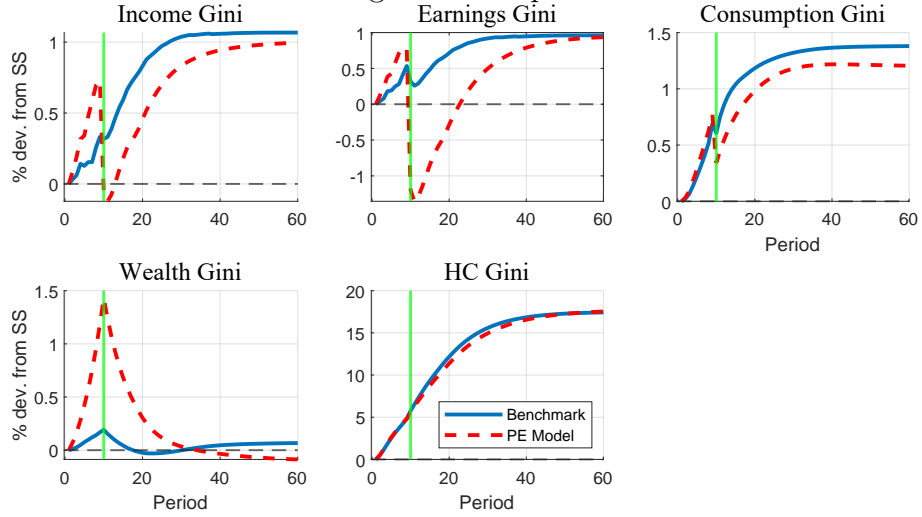 Income Gini
Earnings Gini
Consumption Gini
% dev. from SS
1
0.5
0
0 20 40 60
1
0.5
0
-0.5
-1
0 20 40 60
1.5
1
0.5
0
0 20 40 60
Period
Wealth Gini
HC Gini
% dev. from SS
1.5
1
0.5
0
0 20 40 60
Period
20
15
10
5
0
0 20 40 60
Period
Benchmark
PE Model